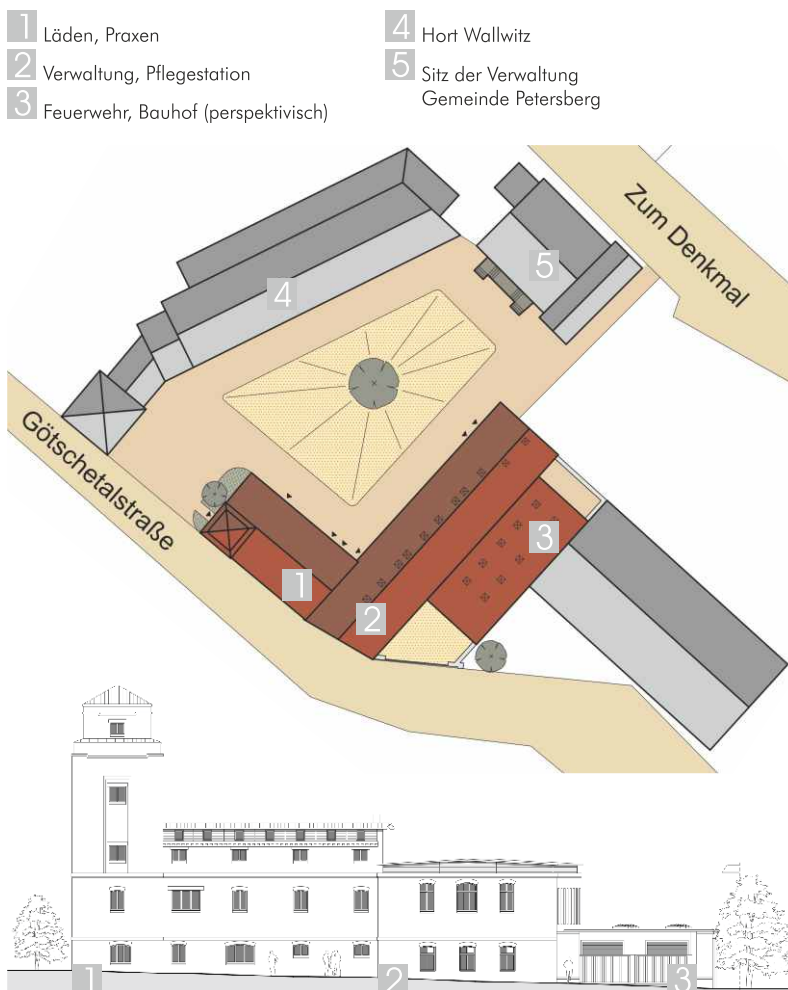 1 Läden, Praxen
2 Verwaltung, Pflegestation
3 Feuerwehr, Bauhof (perspektivisch)
4 Hort Wallwitz
5 Sitz der Verwaltung
Gemeinde Petersberg
Zum Denkmal
5
4
Götschetalstraße
3
1
2
1
2
3